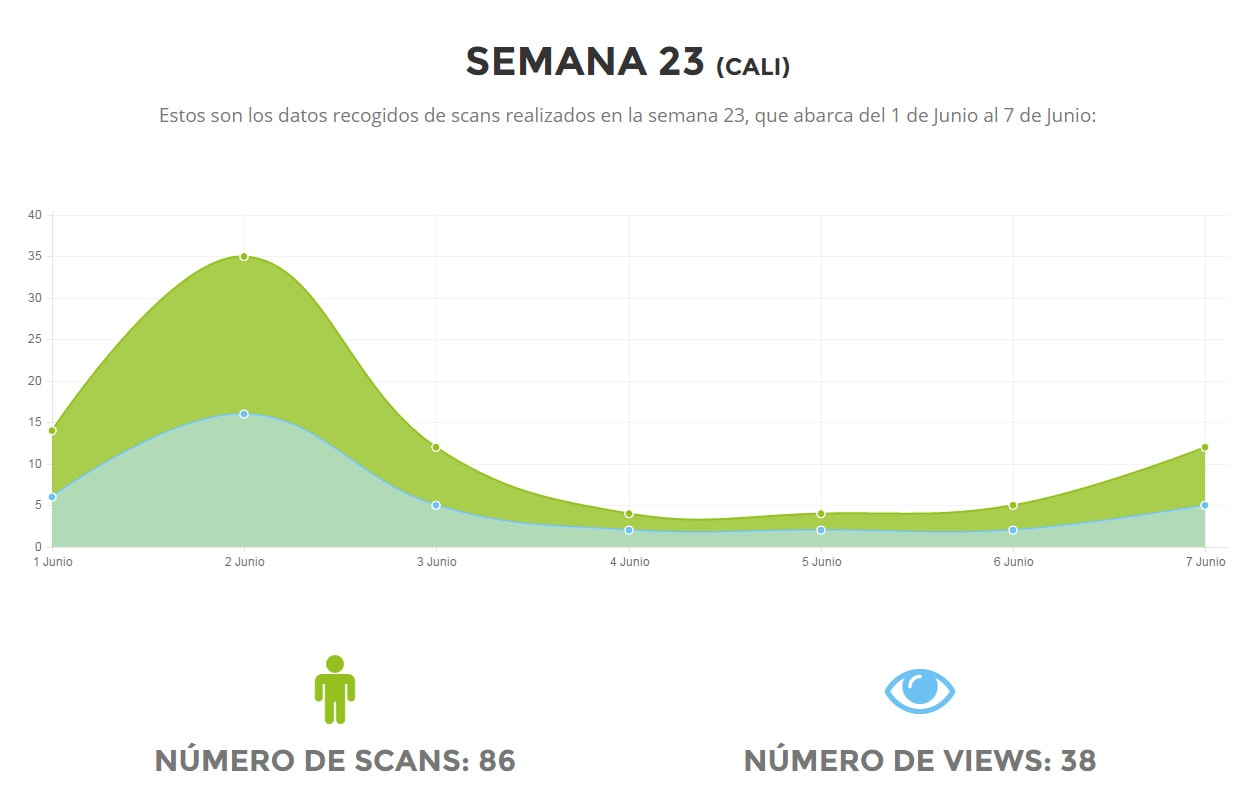 SEMANA 23 (CALI)
Estos son los datos recogidos de scans realizados en la semana 23, que abarca del 1 de Junio al 7 de Junio:
40
35
30
25
20
15
10
5
0
1 Junio 2 Junio 3 Junio 4 Junio 5 Junio 6 Junio 7 Junio
NÚMERO DE SCANS: 86
NÚMERO DE VIEWS: 38